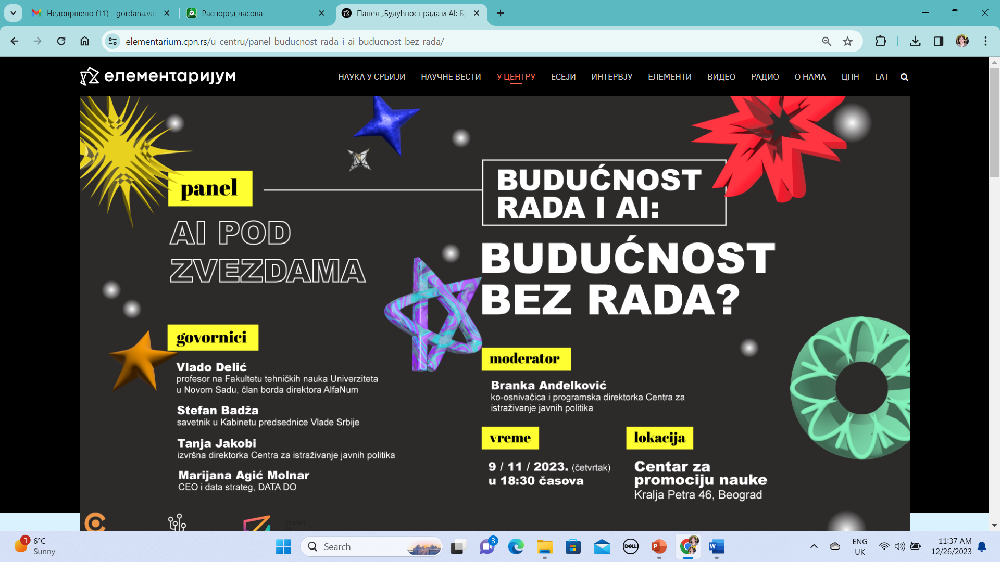 Недовршено (11) - gordana.va
Распоред часова
Панел „Будућност рада и AI: Б
elementarium.cpn.rs/u-centru/panel-buducnost-rada-i-ai-buducnost-bez-rada/
елементаријум
НАУКА У СРБИЈИ НАУЧНЕ ВЕСТИ У ЦЕНТРУ ЕСЕЈИ ИНТЕРВЈУ ЕЛЕМЕНТИ ВИДЕО РАДИО О НАМА ЦПН LAT
panel
AI POD
ZVEZDAMA
BUDUĆNOST
RADA I AI:
BUDUĆNOST
BEZ RADA?
govornici
Vlado Delić
profesor na Fakultetu tehničkih nauka Univerziteta
u Novom Sadu, član borda direktora AlfaNum
Stefan Badža
savetnik u Kabinetu predsednice Vlade Srbije
Tanja Jakobi
izvršna direktorka Centra za istraživanje javnih politika
Marijana Agić Molnar
CEO i data strateg, DATA DO
moderator
Branka Anđelković
ko-osnivačica i programska direktorka Centra za
istraživanje javnih politika
vreme
9 / 11 / 2023. (četvrtak)
u 18:30 časova
lokacija
Centar za
promociju nauke
Kralja Petra 46, Beograd
CENTAR
1
6°C
Sunny
Search
3
DELL
ENG
UK
11:37 AM
12/26/2023